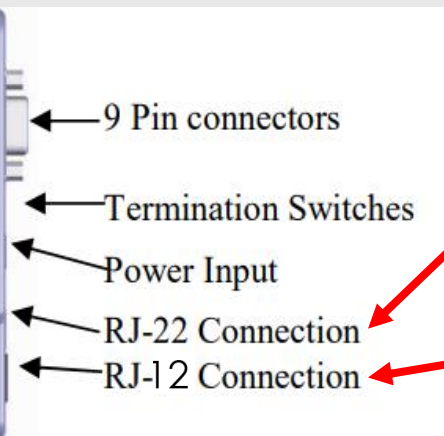 9 Pin connectors
Termination Switches
Power Input
RJ-22 Connection
RJ-12 Connection